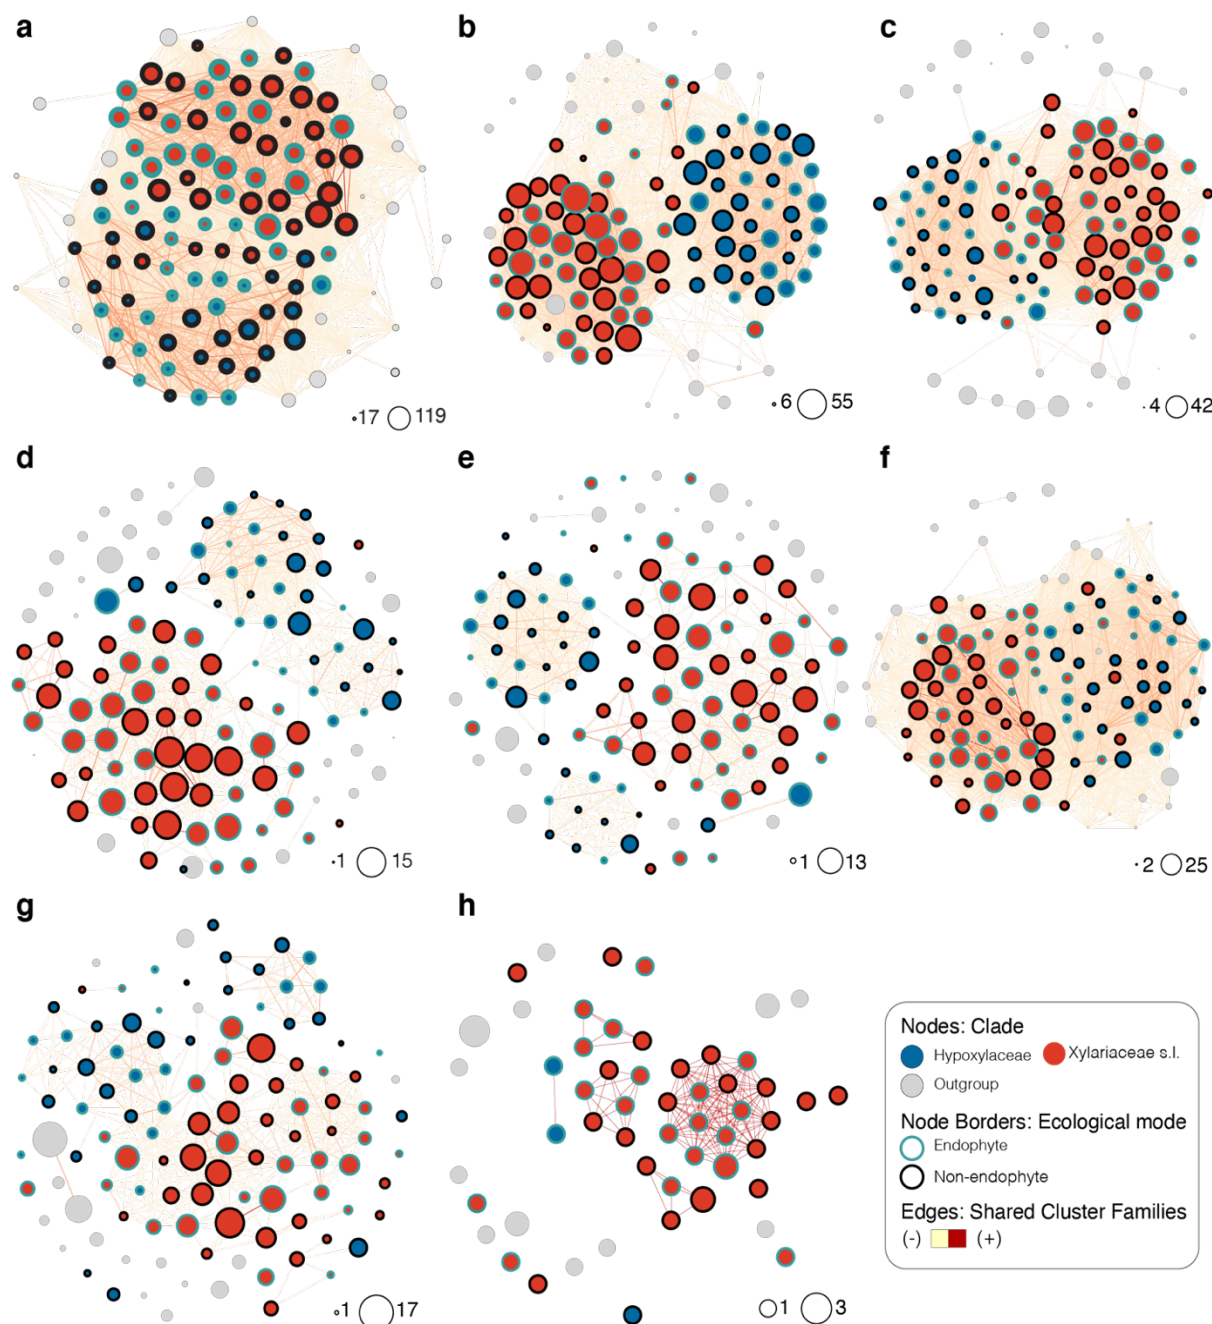 a
b
c
17 119
6 55
4 42
d
e
f
1 15
1 13
2 25
g
h
1 17
1 3
Nodes: Clade
Hypoxylaceae Xylariaceae s.l.
Outgroup
Node Borders: Ecological mode
Endophyte
Non-endophyte
Edges: Shared Cluster Families
(-) (+)